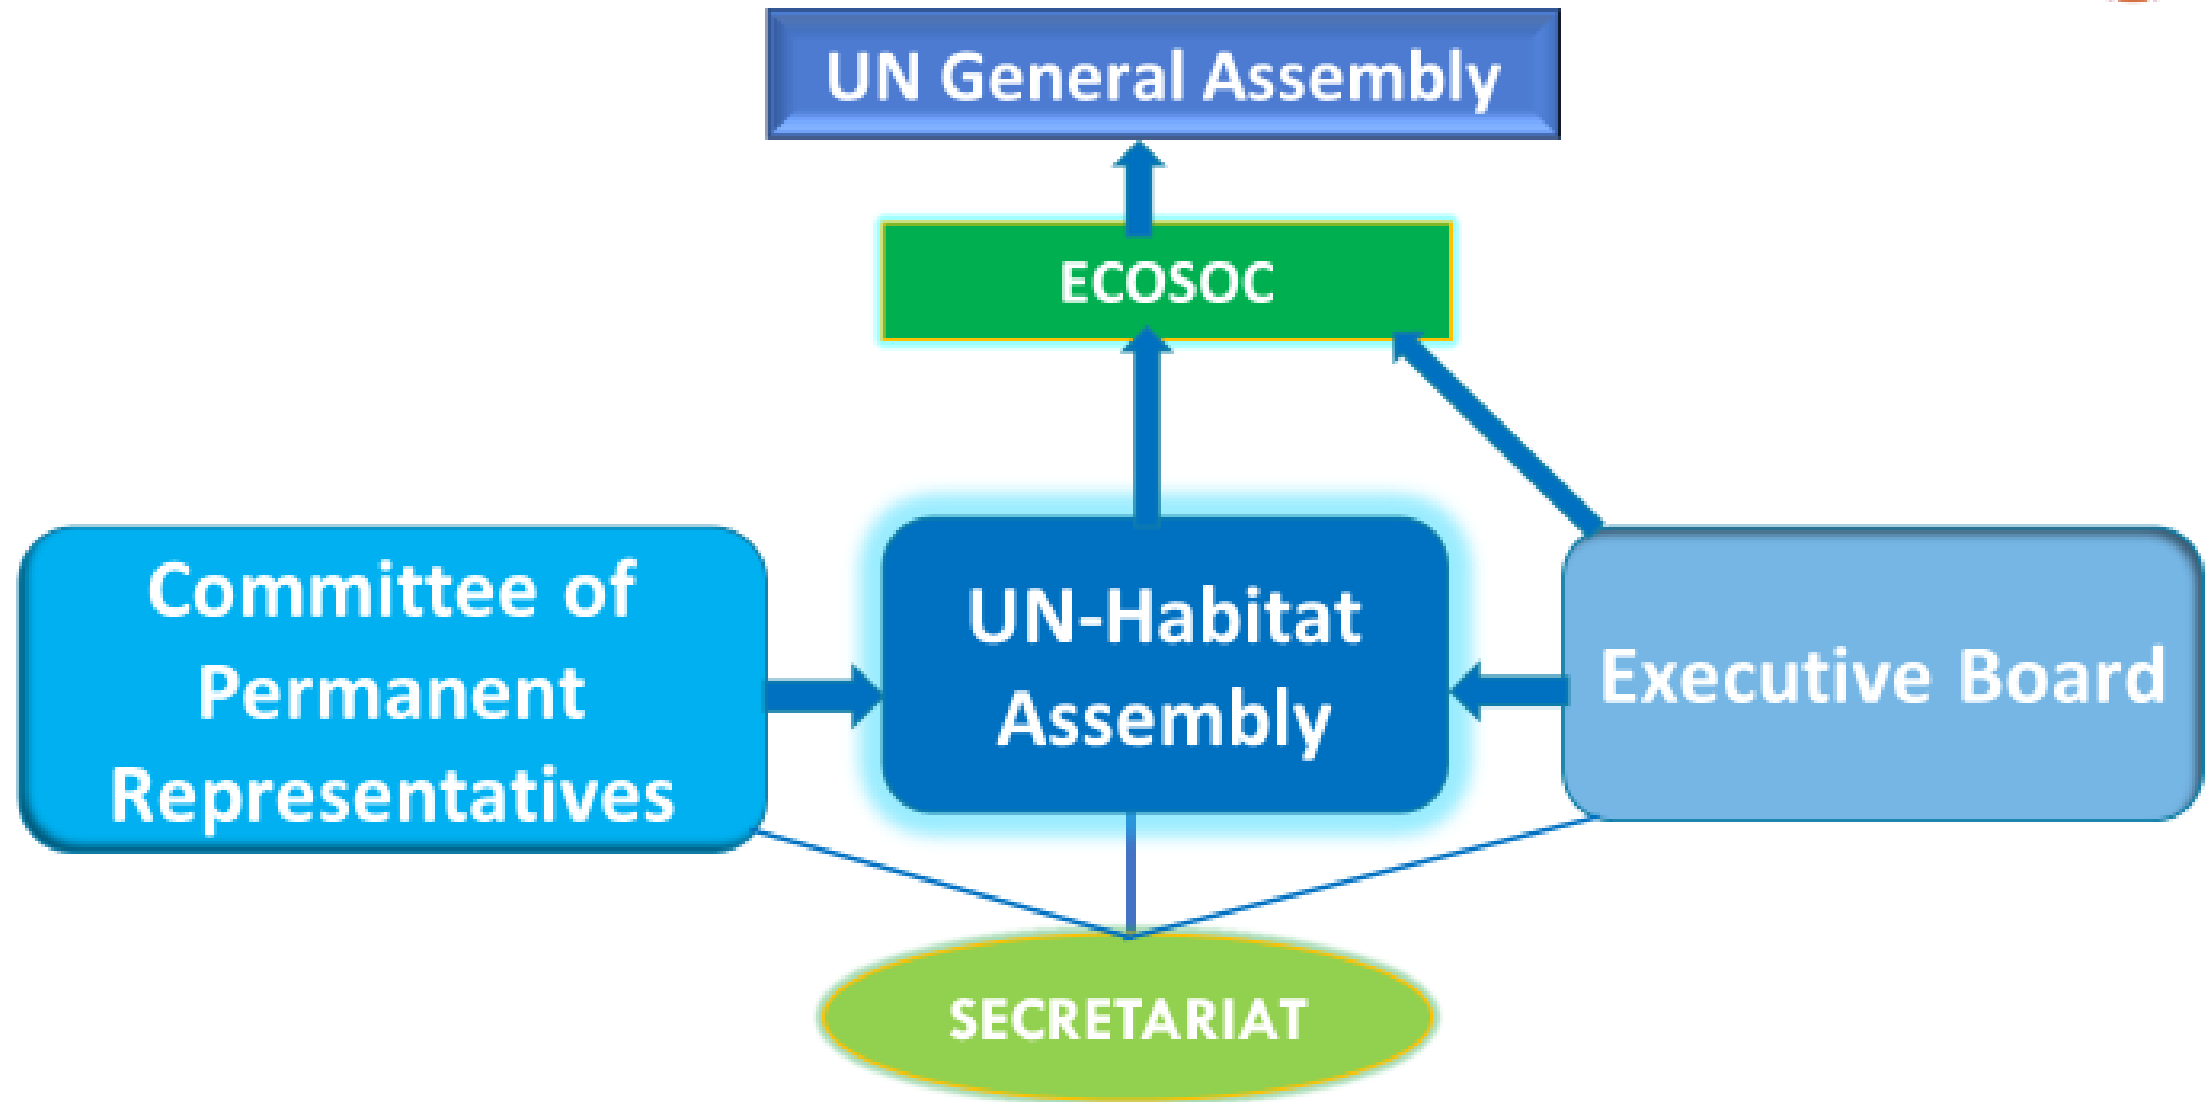 UN General Assembly
ECOSOC
Committee of
Permanent
Representatives
UN-Habitat
Assembly
Executive Board
SECRETARIAT